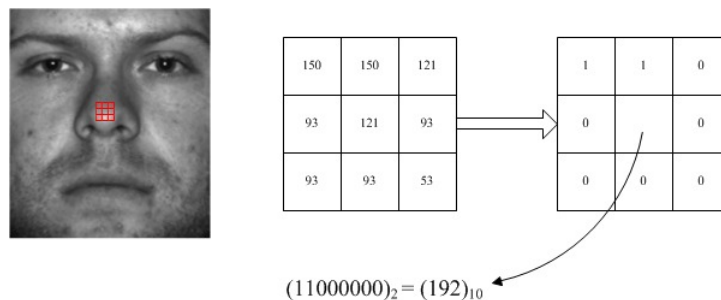 150 150 121 1 1 0
93 121 93 0 0
93 93 53 0 0 0
(11000000)₂ = (192)₁₀